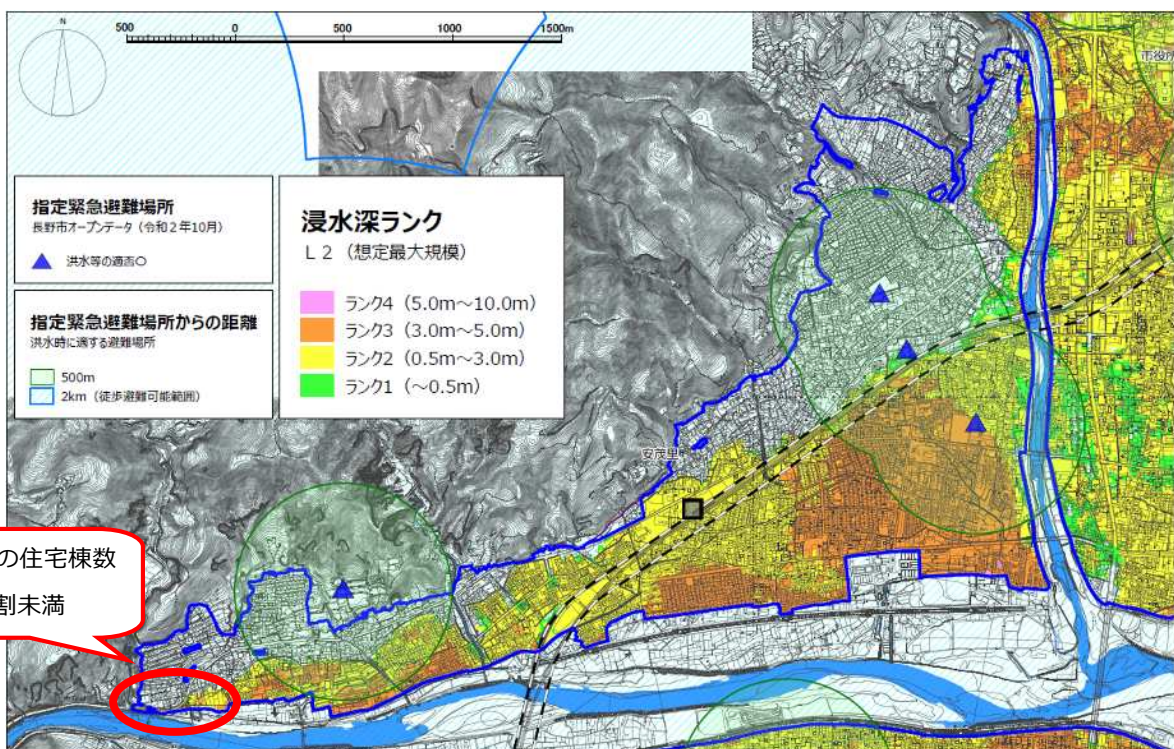 N
500 0 500 1000 1500m
市役所
指定緊急避難場所
長野市オープンデータ(令和2年10月)
洪水等の適否〇
指定緊急避難場所からの距離
洪水時に適する避難場所
500m
2km(徒歩避難可能範囲)
浸水深ランク
L2(想定最大規模)
ランク4(5.0m~10.0m)
ランク3(3.0m~5.0m)
ランク2(0.5m~3.0m)
ランク1(~0.5m)
安茂里
の住宅棟数
割未満